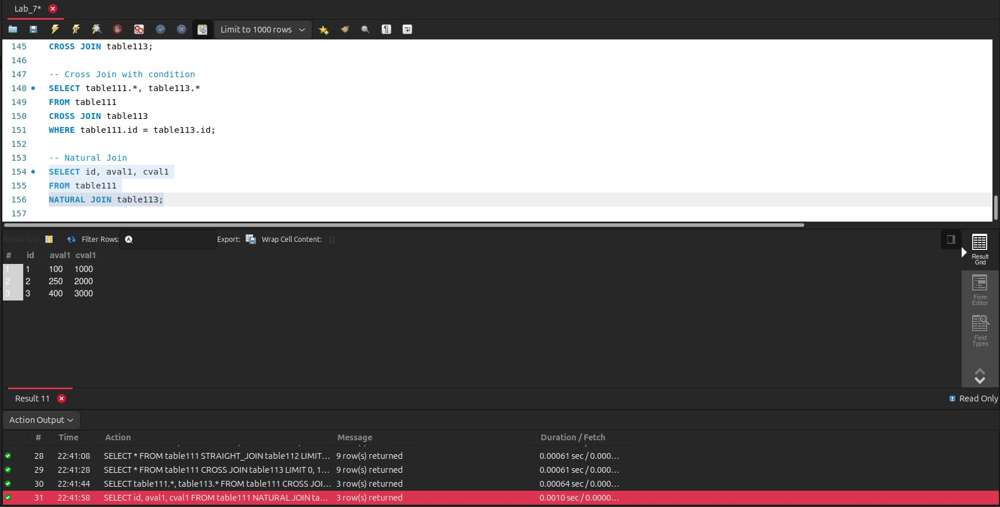 Lab_7*
Limit to 1000 rows
145 CROSS JOIN table113;
146
147 -- Cross Join with condition
148 SELECT table111.*, table113.*
149 FROM table111
150 CROSS JOIN table113
151 WHERE table111.id = table113.id;
152
153 -- Natural Join
154 SELECT id, aval1, cval1
155 FROM table111
156 NATURAL JOIN table113;
157
Result Grid Filter Rows: Export: Wrap Cell Content:
# id aval1 cval1
1 1 100 1000
2 2 250 2000
3 3 400 3000
Result
Grid
Form
Editor
Field
Types
Result 11 Read Only
Action Output
# Time Action Message Duration / Fetch
28 22:41:08 SELECT * FROM table111 STRAIGHT_JOIN table112 LIMIT... 9 row(s) returned 0.00061 sec / 0.000...
29 22:41:28 SELECT * FROM table111 CROSS JOIN table113 LIMIT 0, 1... 9 row(s) returned 0.00061 sec / 0.000...
30 22:41:44 SELECT table111.*, table113.* FROM table111 CROSS JOI... 3 row(s) returned 0.00064 sec / 0.000...
31 22:41:58 SELECT id, aval1, cval1 FROM table111 NATURAL JOIN ta... 3 row(s) returned 0.0010 sec / 0.0000...